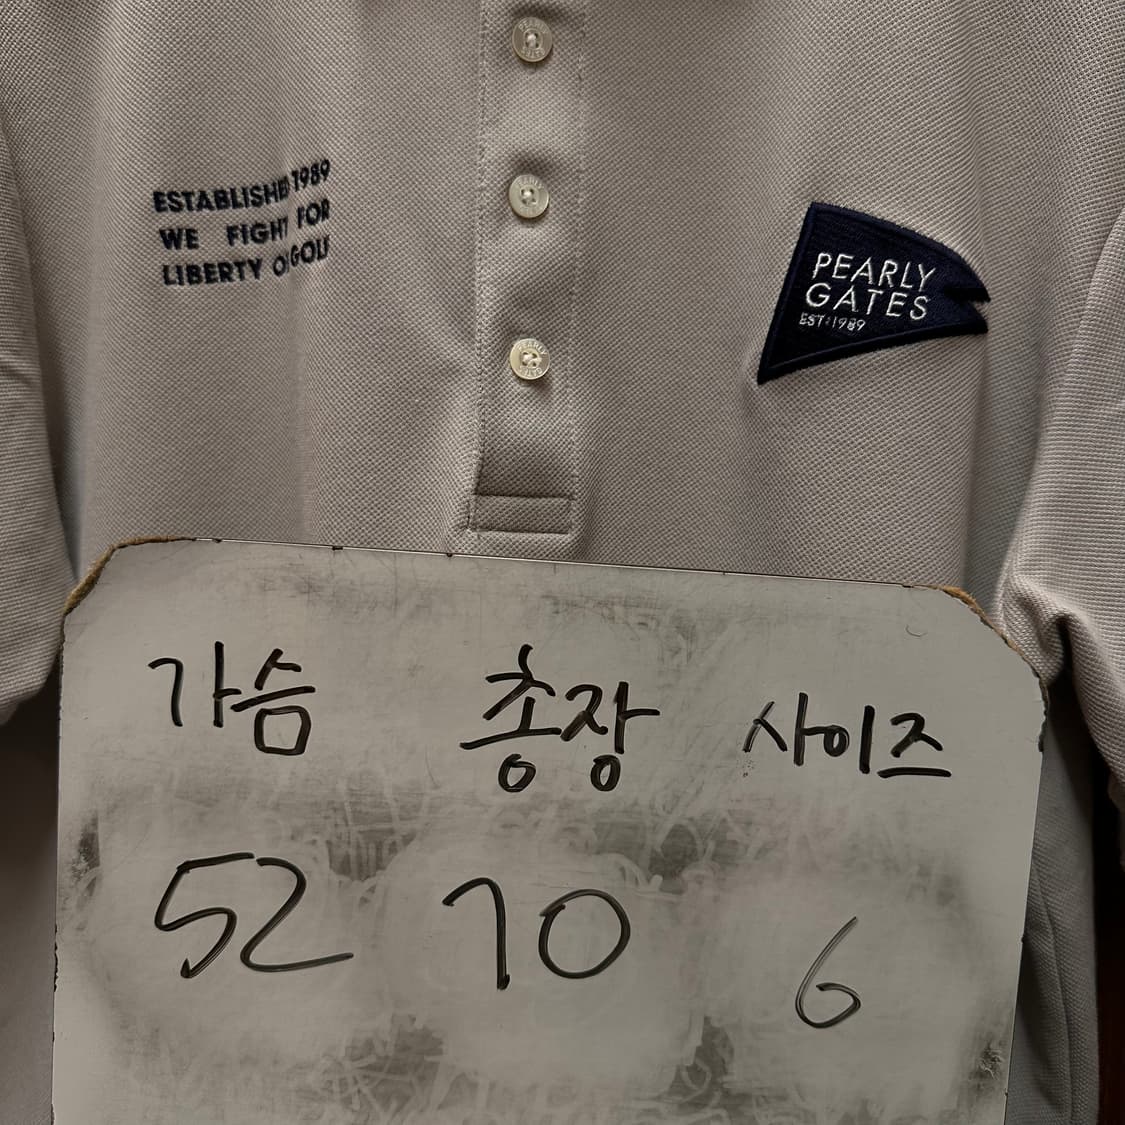 ESTABLISHED 1989
WE FIGHT FOR
LIBERTY OF GOLF
PEARLY
GATES
EST:1989
가슴 총장 사이즈
52 70 6